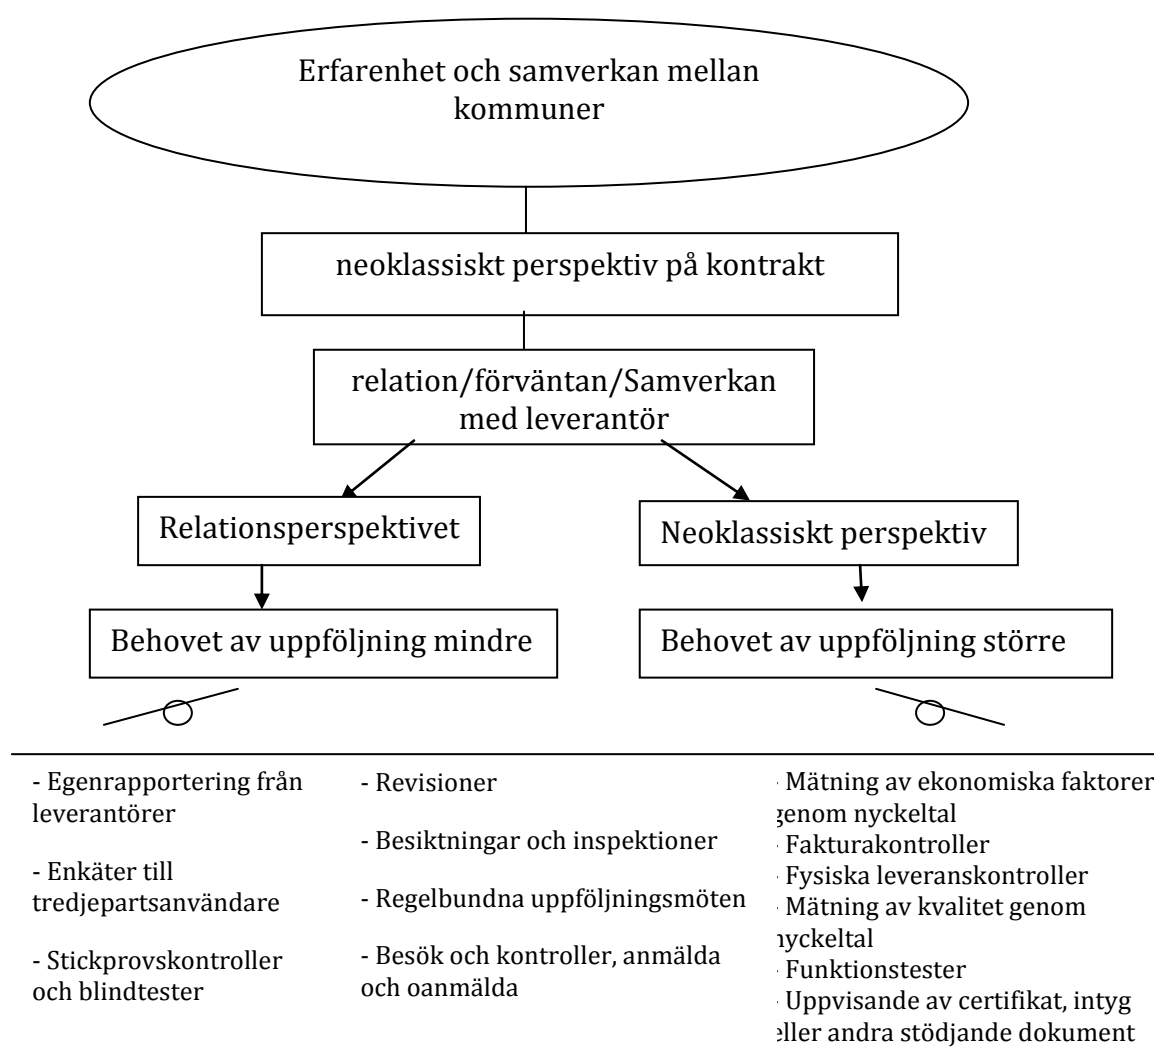 Erfarenhet och samverkan mellan
kommuner
neoklassiskt perspektiv på kontrakt
relation/förväntan/Samverkan
med leverantör
Relationsperspektivet
Neoklassiskt perspektiv
Behovet av uppföljning mindre
Behovet av uppföljning större
- Egenrapportering från
leverantörer
- Enkäter till
tredjepartsanvändare
- Stickprovskontroller
och blindtester
- Revisioner
- Besiktningar och inspektioner
- Regelbundna uppföljningsmöten
- Besök och kontroller, anmälda
och oanmälda
- Mätning av ekonomiska faktorer
genom nyckeltal
- Fakturakontroller
- Fysiska leveranskontroller
- Mätning av kvalitet genom
nyckeltal
- Funktionstester
- Uppvisande av certifikat, intyg
eller andra stödjande dokument